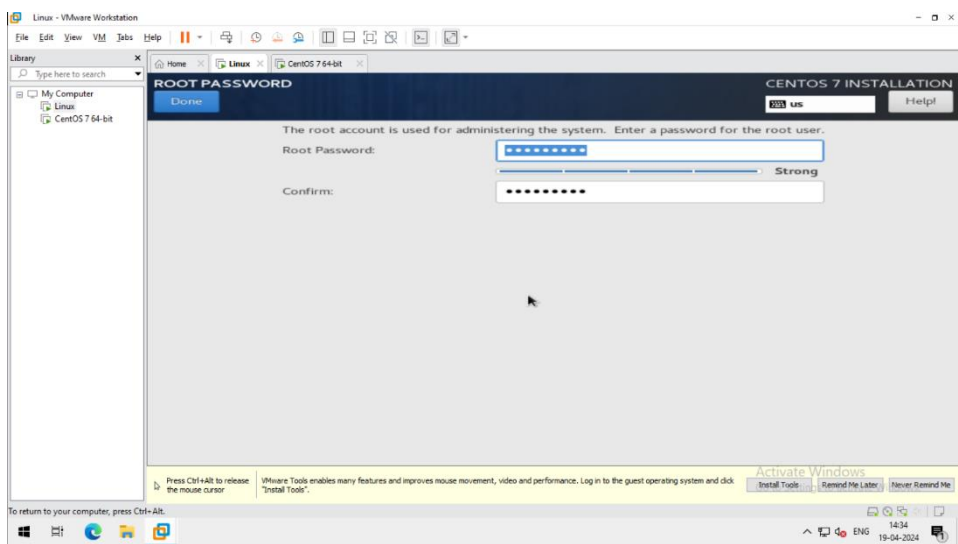 Linux - VMware Workstation
File Edit View VM Tabs Help
Library
Type here to search
My Computer
Linux
CentOS 7 64-bit
Home Linux CentOS 7 64-bit
ROOT PASSWORD
CENTOS 7 INSTALLATION
Done
us
Help!
The root account is used for administering the system. Enter a password for the root user.
Root Password:
Strong
Confirm:
Activate Windows
Press Ctrl+Alt to release
the mouse cursor
VMware Tools enables many features and improves mouse movement, video and performance. Log in to the guest operating system and click
"Install Tools".
Install Tools Remind Me Later Never Remind Me
To return to your computer, press Ctrl+Alt.
ENG
14:34
19-04-2024